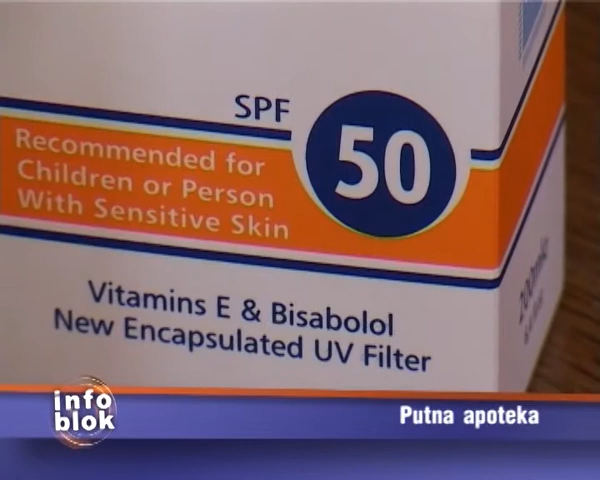 SPF
50
Recommended for
Children or Person
With Sensitive Skin
Vitamins E & Bisabolol
New Encapsulated UV Filter
info
blok
Putna apoteka